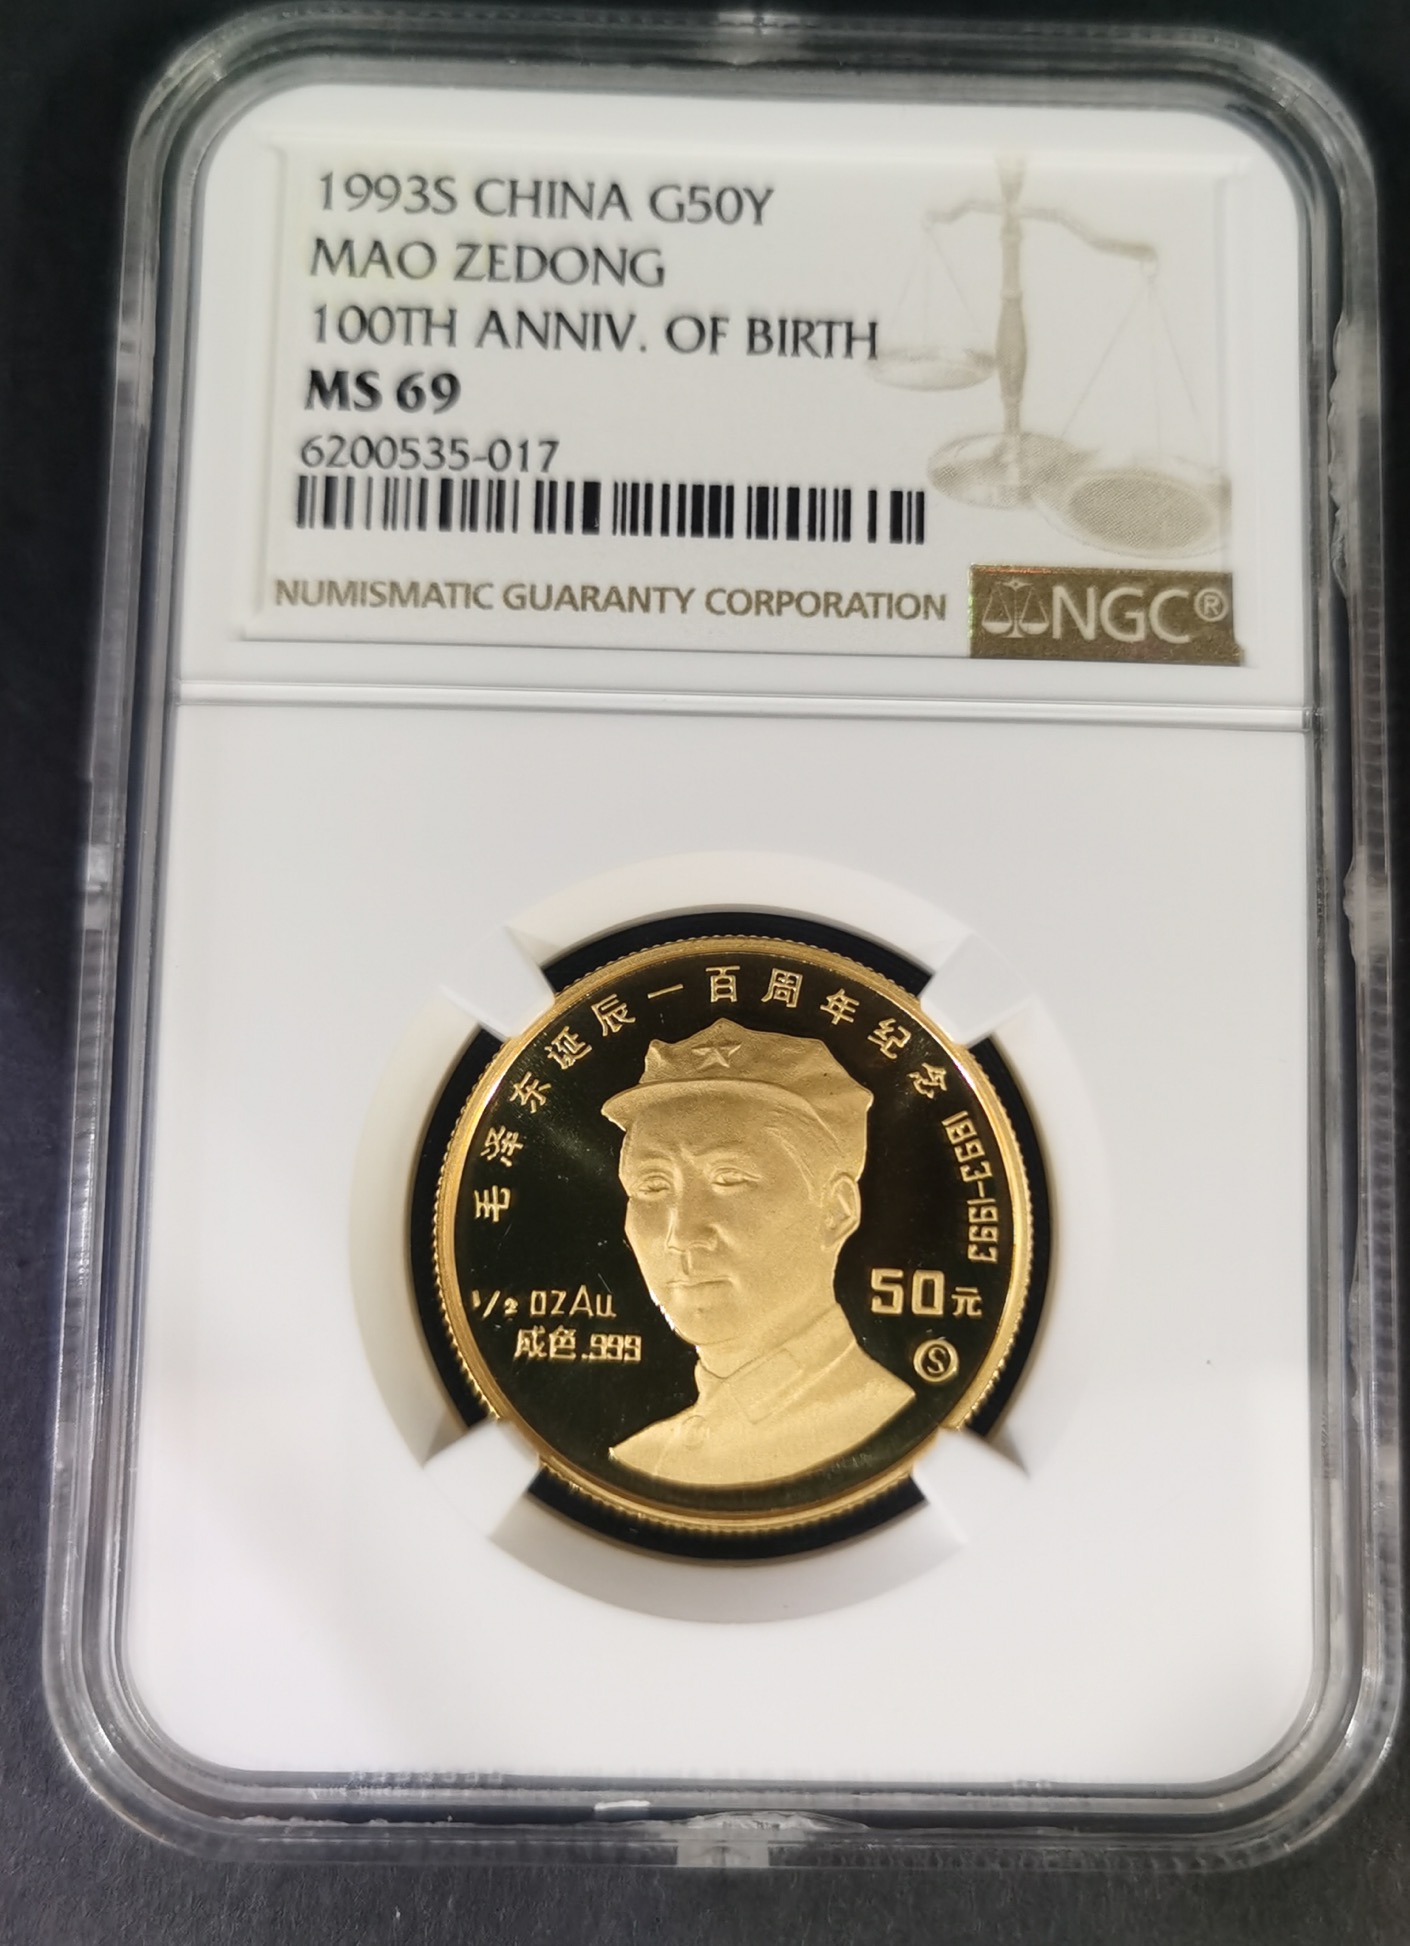 1993S CHINA G50Y
MAO ZEDONG
100TH ANNIV. OF BIRTH
MS 69
6200535-017
NUMISMATIC GUARANTY CORPORATION
NGC®
毛泽东诞辰一百周年纪念 1893-1993
1/2 OZAu
成色.999
50元
S